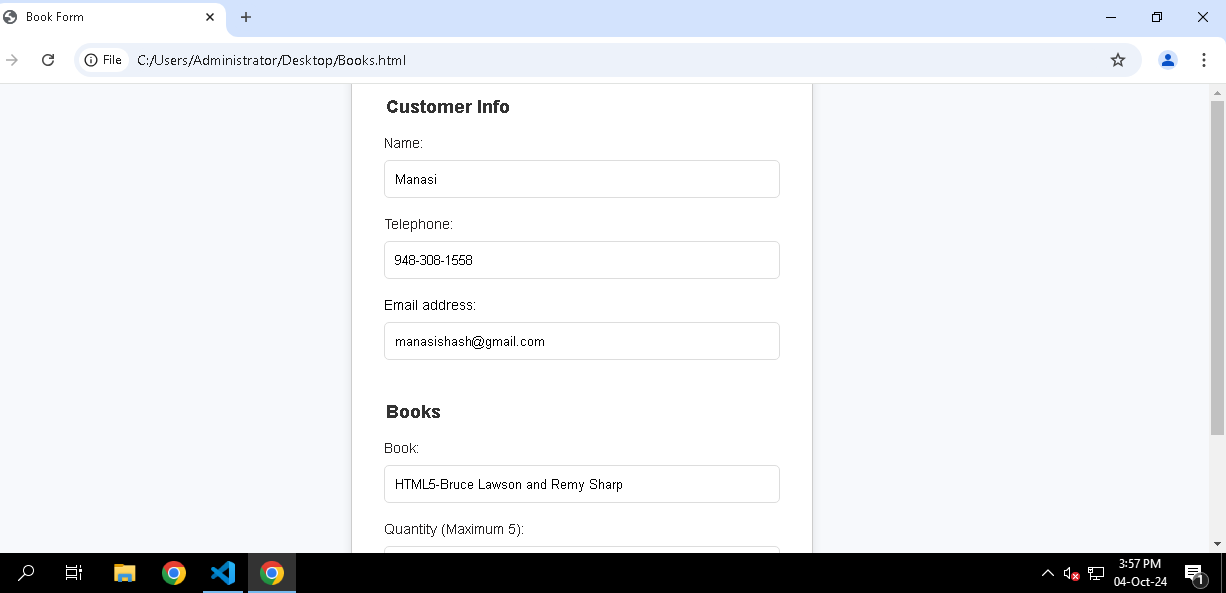 Book Form
File C:/Users/Administrator/Desktop/Books.html
Customer Info
Name:
Manasi
Telephone:
948-308-1558
Email address:
manasishash@gmail.com
Books
Book:
HTML5-Bruce Lawson and Remy Sharp
Quantity (Maximum 5):
3:57 PM
04-Oct-24
1